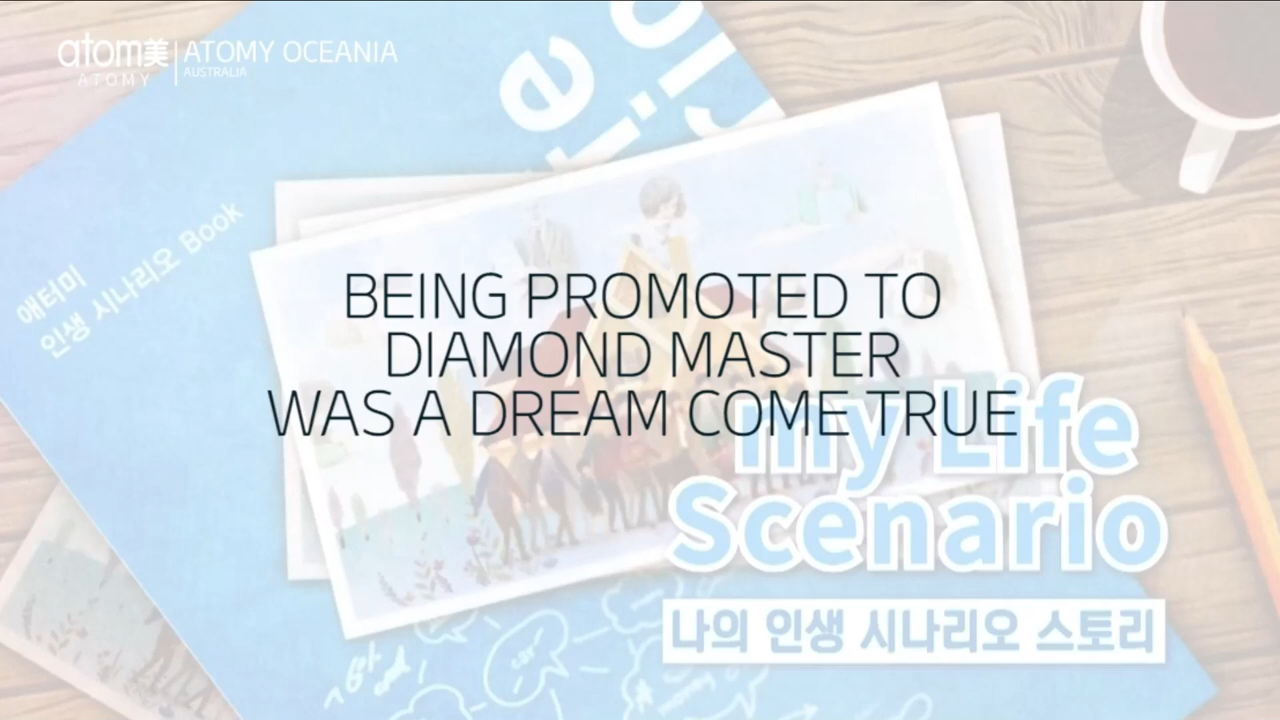 atom美
ATOMY
ATOMY OCEANIA
AUSTRALIA
애터미
인생 시나리오 Book
BEING PROMOTED TO
DIAMOND MASTER
WAS A DREAM COME TRUE
my Life
Scenario
나의 인생 시나리오 스토리
car